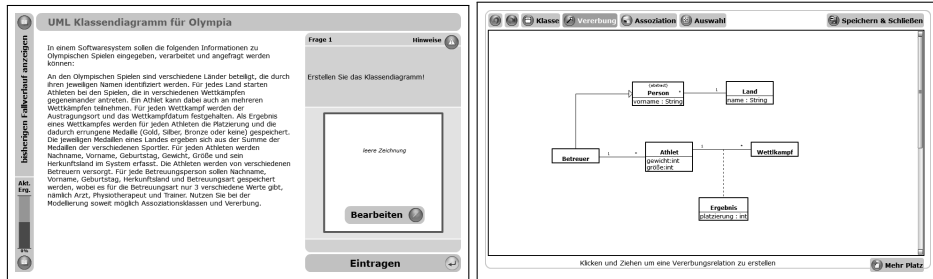 UML Klassendiagramm für Olympia
bisherigen Fallverlauf anzeigen
Akt.
Erg.
0%
In einem Softwaresystem sollen die folgenden Informationen zu
Olympischen Spielen eingegeben, verarbeitet und angefragt werden
können:
An den Olympischen Spielen sind verschiedene Länder beteiligt, die durch
ihren jeweiligen Namen identifiziert werden. Für jedes Land starten
Athleten bei den Spielen, die in verschiedenen Wettkämpfen
gegeneinander antreten. Ein Athlet kann dabei auch an mehreren
Wettkämpfen teilnehmen. Für jeden Wettkampf werden der
Austragungsort und das Wettkampfdatum festgehalten. Als Ergebnis
eines Wettkampfes werden für jeden Athleten die Platzierung und die
dadurch errungene Medaille (Gold, Silber, Bronze oder keine) gespeichert.
Die jeweiligen Medaillen eines Landes ergeben sich aus der Summe der
Medaillen der verschiedenen Sportler. Für jeden Athleten werden
Nachname, Vorname, Geburtstag, Gewicht, Größe und sein
Herkunftsland im System erfasst. Die Athleten werden von verschiedenen
Betreuern versorgt. Für jede Betreuungsperson sollen Nachname,
Vorname, Geburtstag, Herkunftsland und Betreuungsart gespeichert
werden, wobei es für die Betreuungsart nur 3 verschiedene Werte gibt,
nämlich Arzt, Physiotherapeut und Trainer. Nutzen Sie bei der
Modellierung soweit möglich Assoziationsklassen und Vererbung.
Frage 1 Hinweise
Erstellen Sie das Klassendiagramm!
leere Zeichnung
Bearbeiten
Eintragen
Klasse Vererbung Assoziation Auswahl Speichern & Schließen
{abstract}
Person
vorname : String
* 1
Land
name : String
Betreuer
1 *
Athlet
gewicht:int
größe:int
1 *
Wettkampf
Ergebnis
platzierung : int
Klicken und Ziehen um eine Vererbungsrelation zu erstellen
Mehr Platz